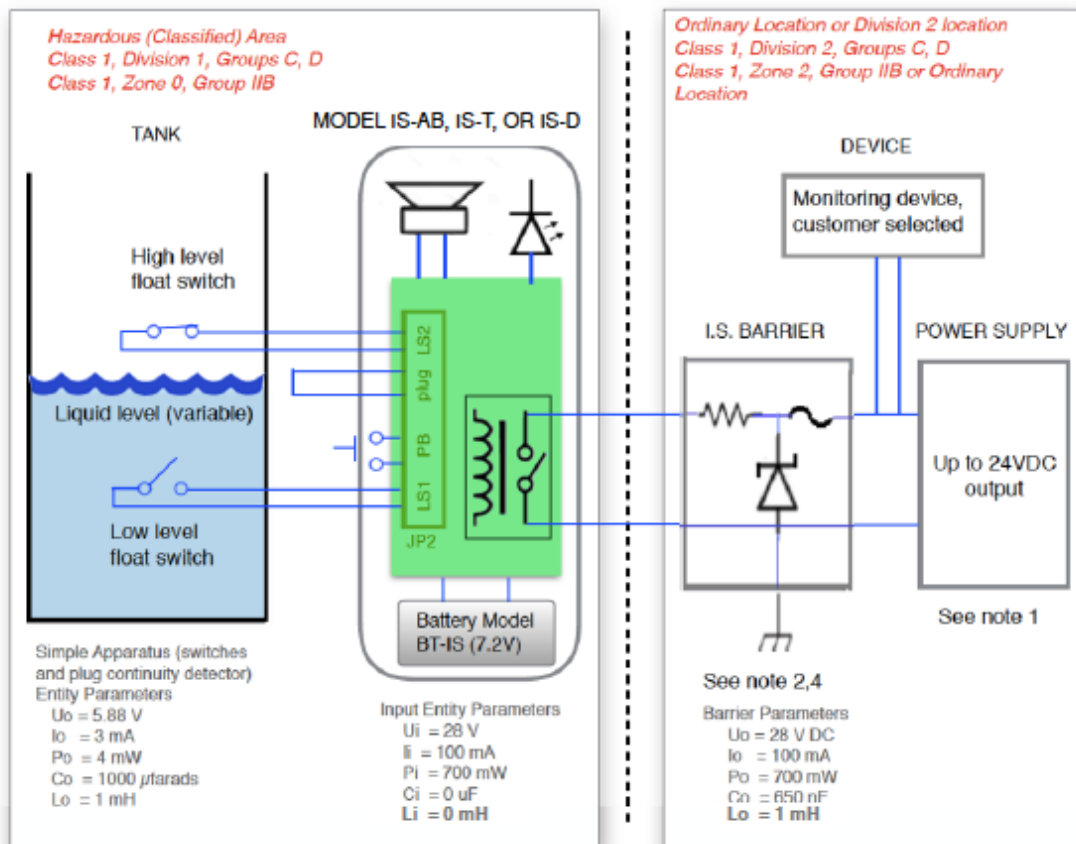 Hazardous (Classified) Area
Class 1, Division 1, Groups C, D
Class 1, Zone 0, Group IIB
TANK
MODEL IS-AB, IS-T, OR IS-D
High level
float switch
Liquid level (variable)
Low level
float switch
LS2
plug
PB
LS1
JP2
Battery Model
BT-IS (7.2V)
Simple Apparatus (switches
and plug continuity detector)
Entity Parameters
Uo = 5.88 V
Io = 3 mA
Po = 4 mW
Co = 1000 µfarads
Lo = 1 mH
Input Entity Parameters
Ui = 28 V
Ii = 100 mA
Pi = 700 mW
Ci = 0 uF
Li = 0 mH
Ordinary Location or Division 2 location
Class 1, Division 2, Groups C, D
Class 1, Zone 2, Group IIB or Ordinary
Location
DEVICE
Monitoring device,
customer selected
I.S. BARRIER
POWER SUPPLY
Up to 24VDC
output
See note 1
See note 2,4
Barrier Parameters
Uo = 28 V DC
Io = 100 mA
Po = 700 mW
Co = 650 nF
Lo = 1 mH